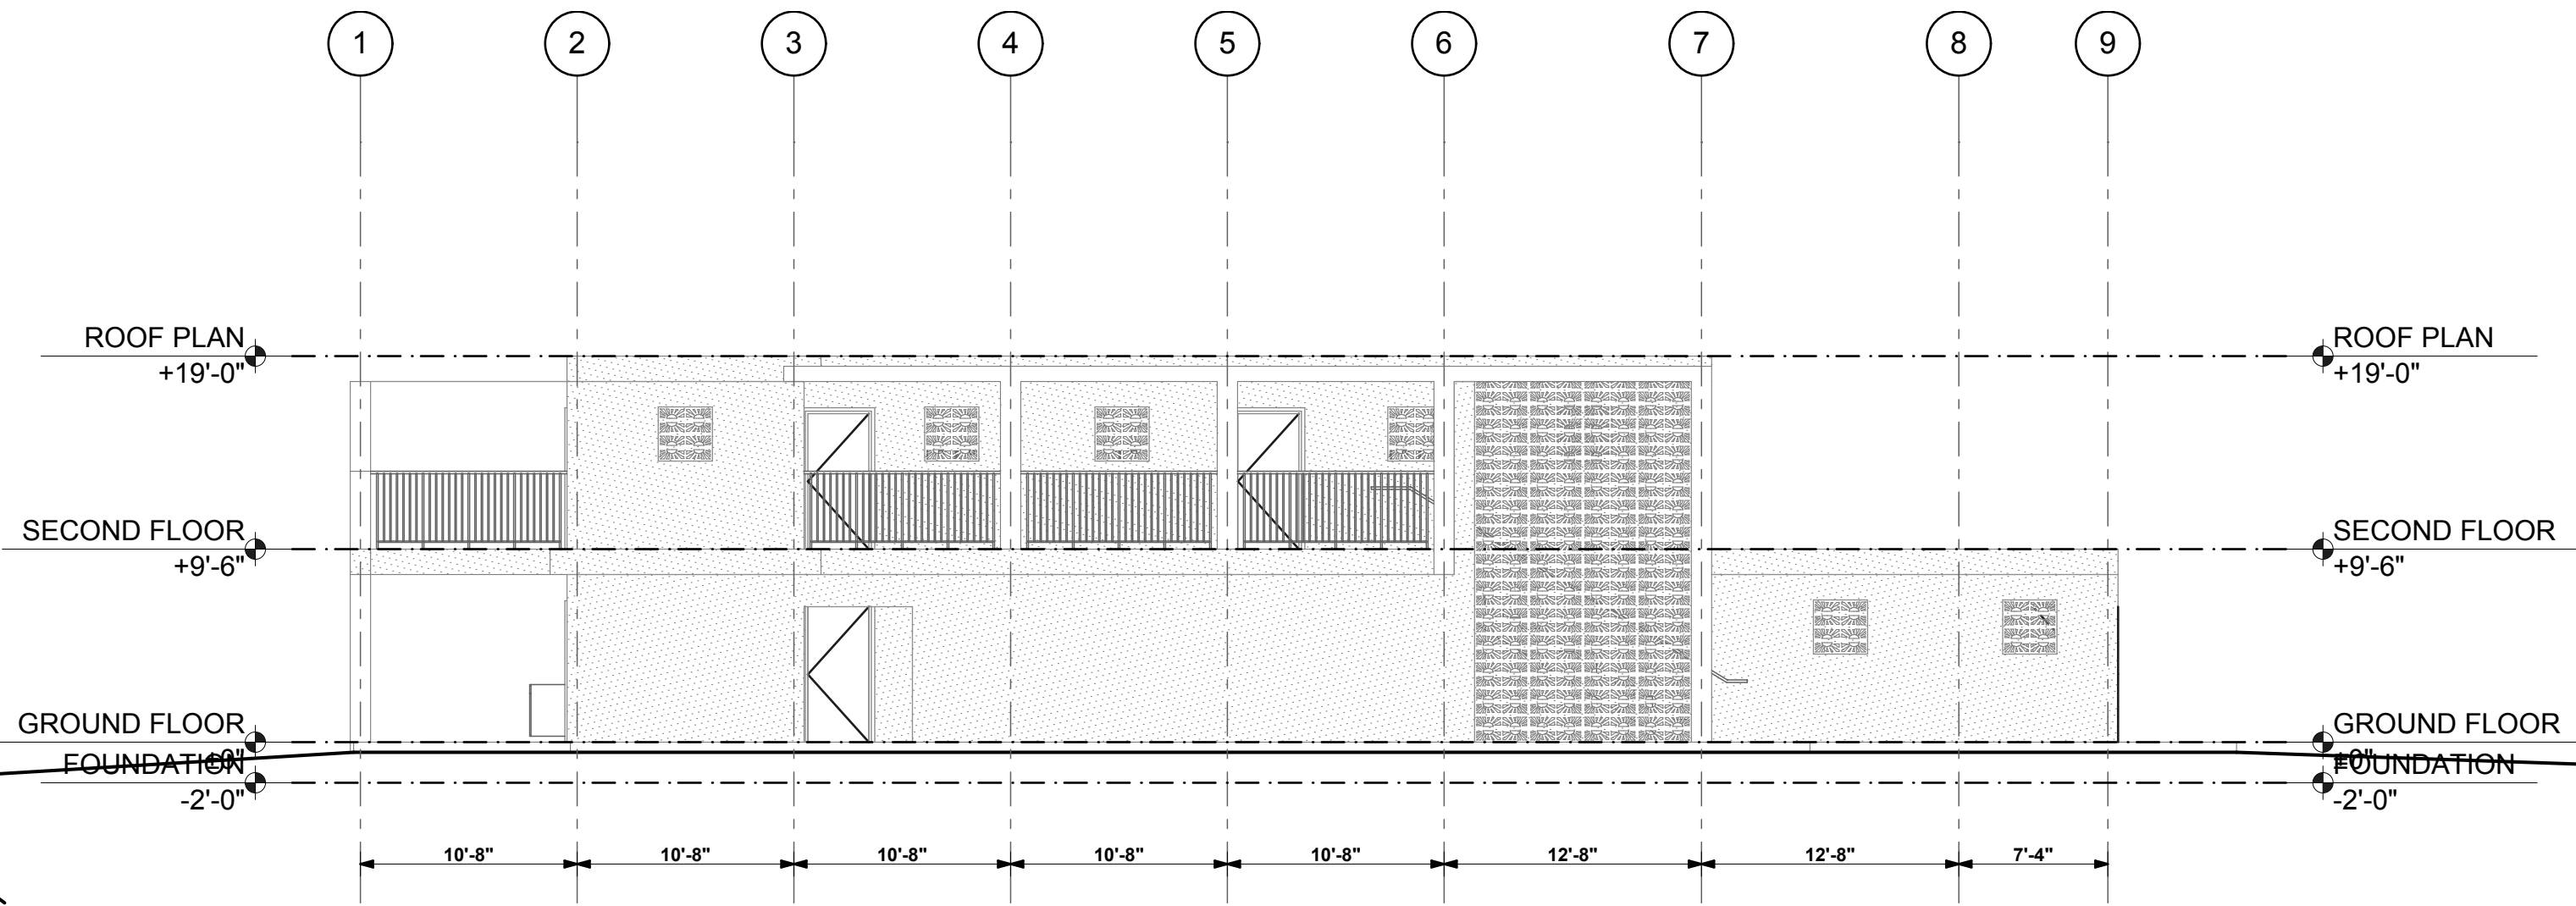 1 2 3 4 5 6 7 8 9
ROOF PLAN
+19'-0"
ROOF PLAN
+19'-0"
SECOND FLOOR
+9'-6"
SECOND FLOOR
+9'-6"
GROUND FLOOR
±0"
GROUND FLOOR
±0"
FOUNDATION
-2'-0"
FOUNDATION
-2'-0"
10'-8" 10'-8" 10'-8" 10'-8" 10'-8" 12'-8" 12'-8" 7'-4"